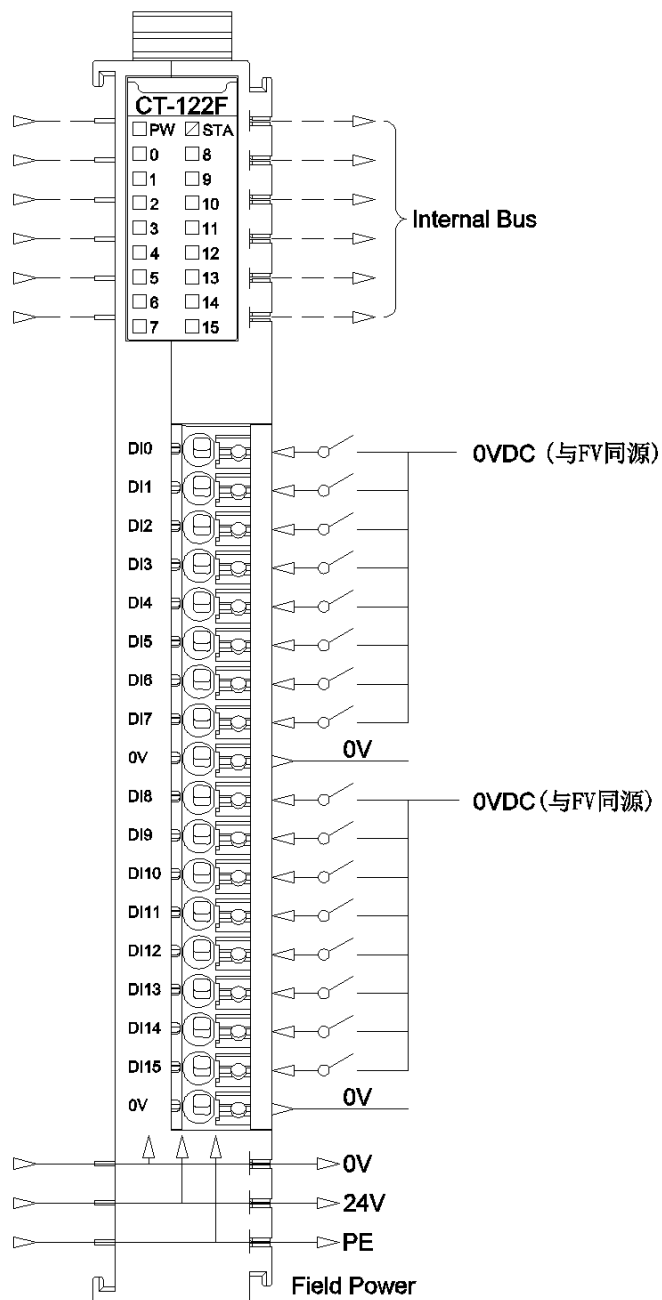 CT-122F
PW STA
0 8
1 9
2 10
3 11
4 12
5 13
6 14
7 15
Internal Bus
DI0
0VDC (与FV同源)
DI1
DI2
DI3
DI4
DI5
DI6
DI7
0V
0V
DI8
0VDC (与FV同源)
DI9
DI10
DI11
DI12
DI13
DI14
DI15
0V
0V
0V
24V
PE
Field Power